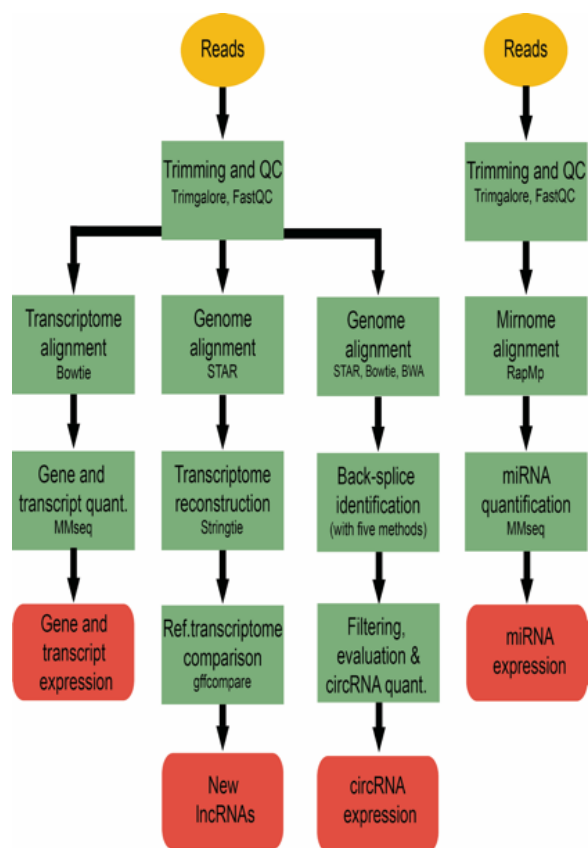 Reads
Trimming and QC
Trimgalore, FastQC
Transcriptome
alignment
Bowtie
Gene and
transcript quant.
MMseq
Gene and
transcript
expression
Genome
alignment
STAR
Transcriptome
reconstruction
Stringtie
Ref.transcriptome
comparison
gffcompare
New
lncRNAs
Genome
alignment
STAR, Bowtie, BWA
Back-splice
identification
(with five methods)
Filtering,
evaluation &
circRNA quant.
circRNA
expression
Reads
Trimming and QC
Trimgalore, FastQC
Mirnome
alignment
RapMp
miRNA
quantification
MMseq
miRNA
expression